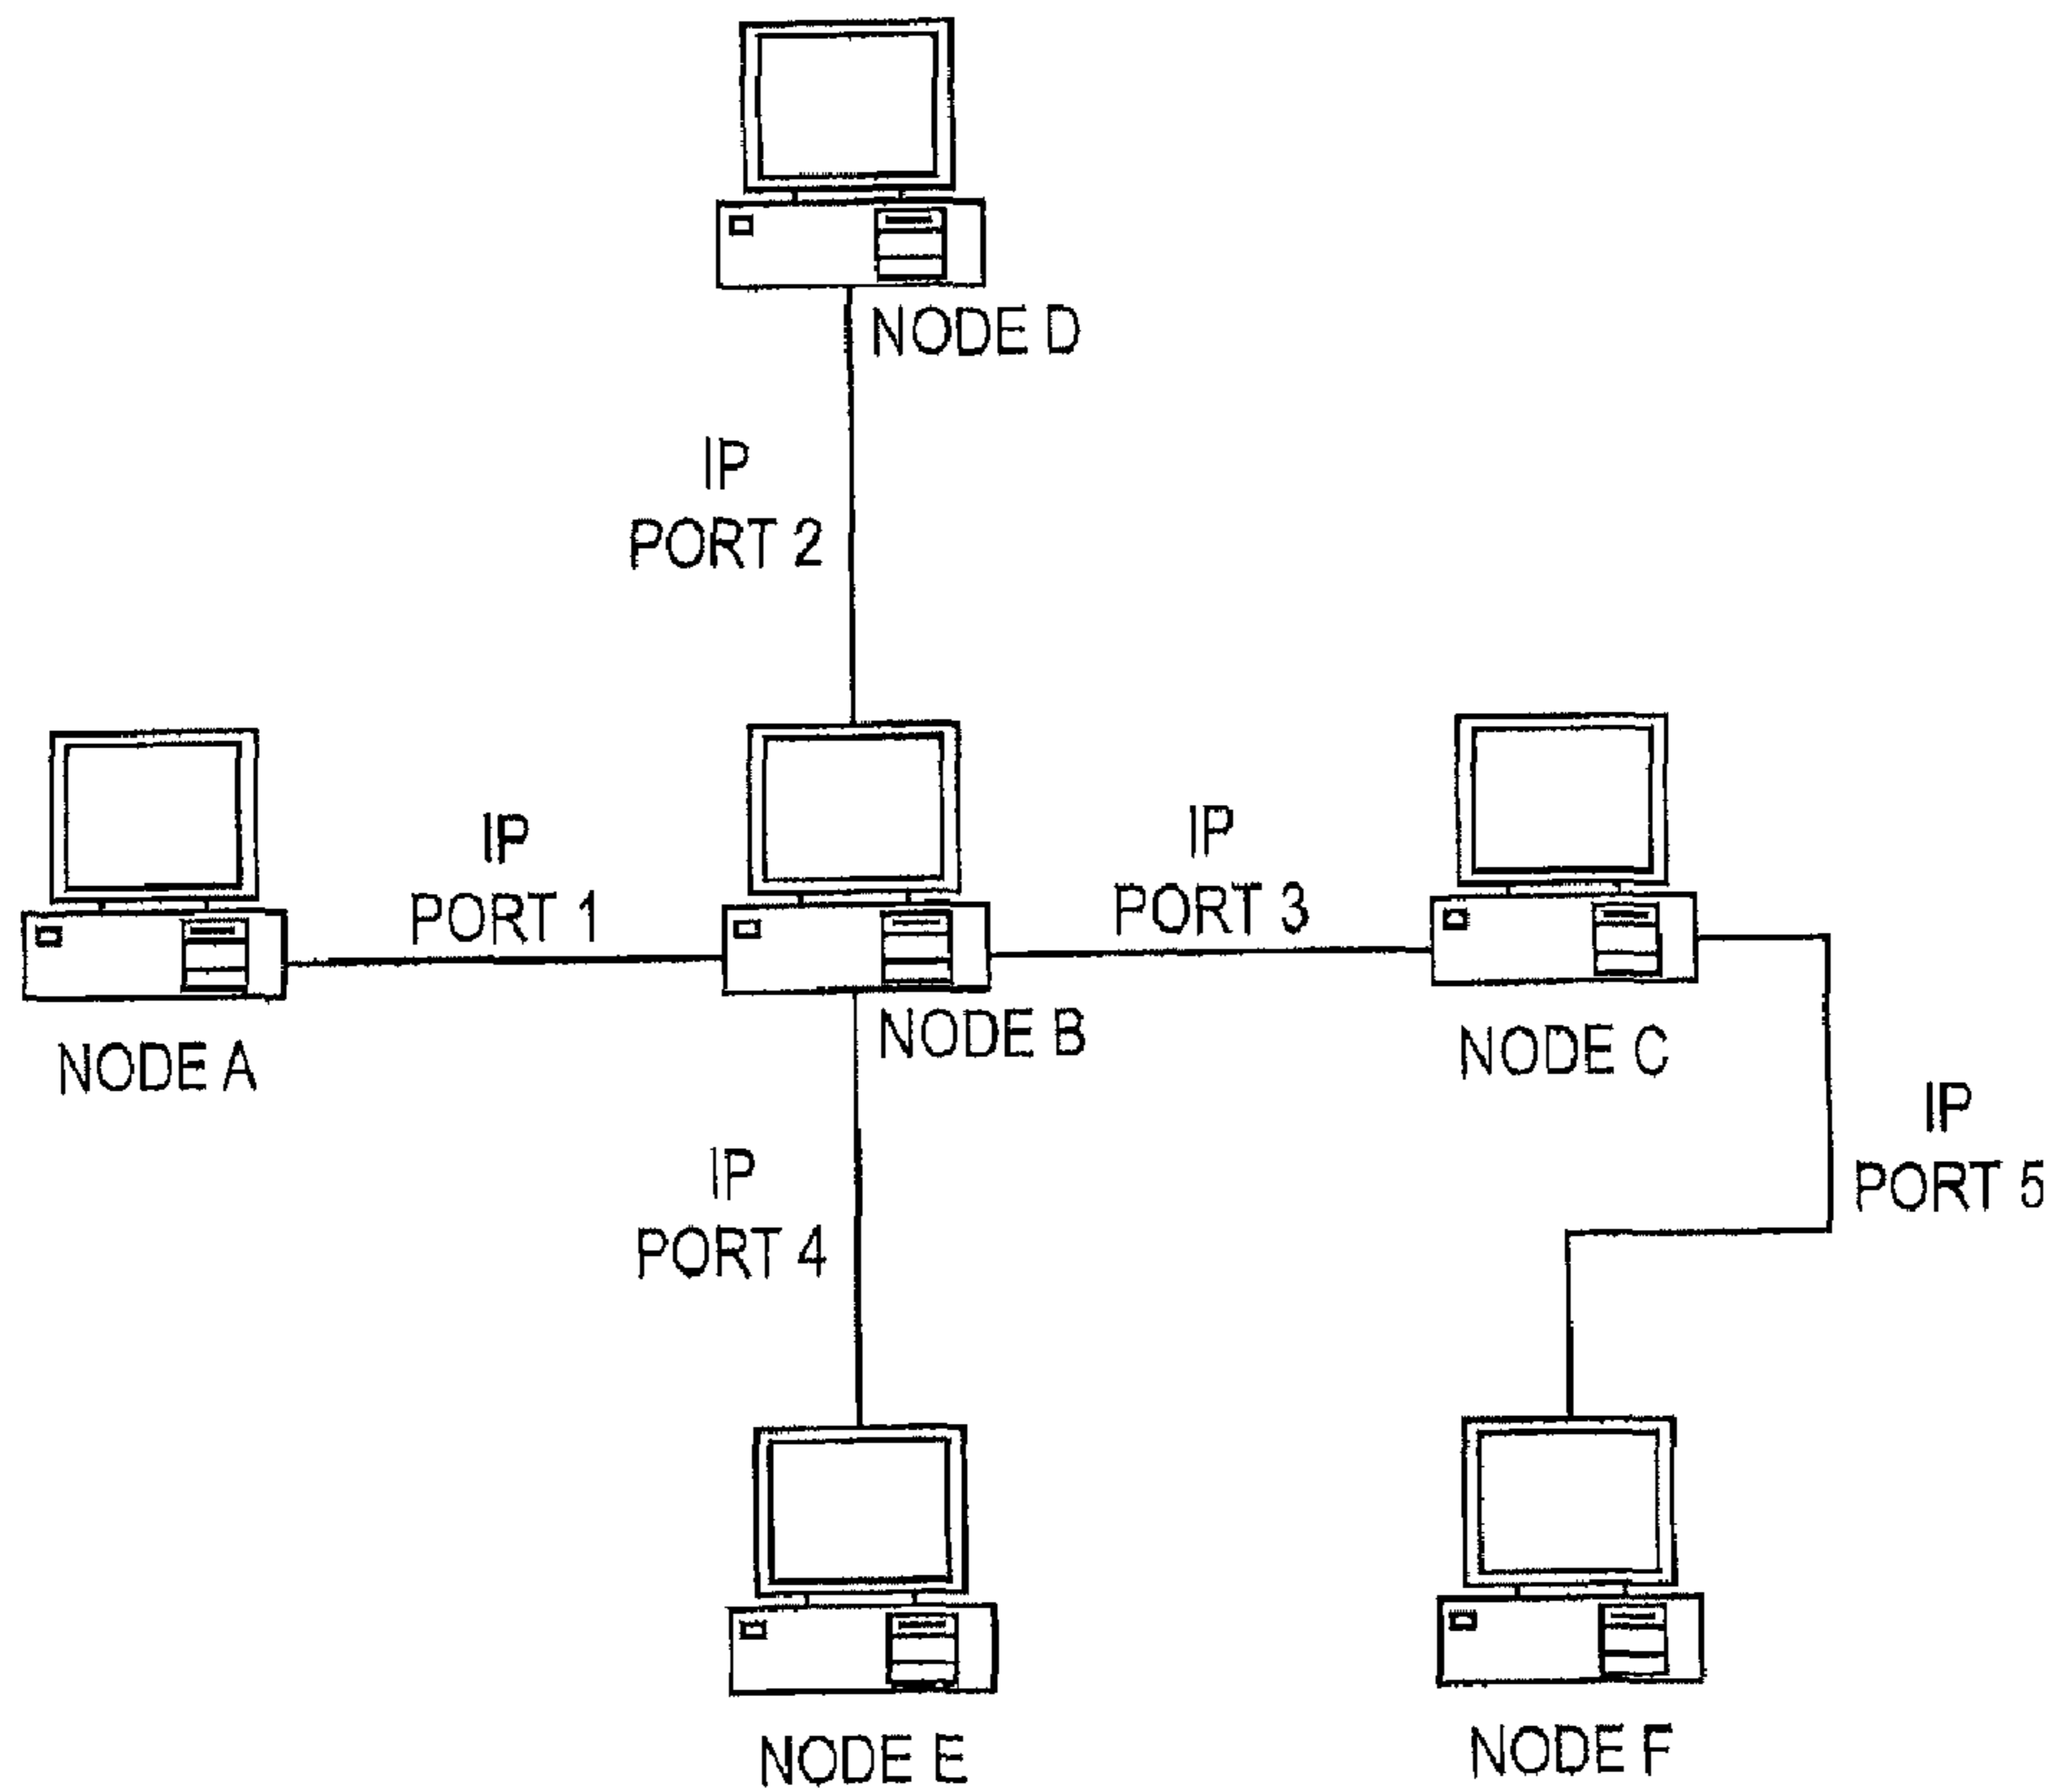 NODE D
IP
PORT 2
IP
PORT 1
IP
PORT 3
NODE A
NODE B
NODE C
IP
PORT 4
IP
PORT 5
NODE E
NODE F